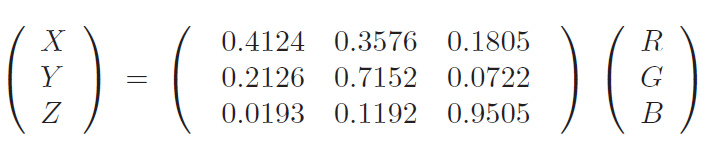 X 0.4124 0.3576 0.1805 R
Y = 0.2126 0.7152 0.0722 G
Z 0.0193 0.1192 0.9505 B